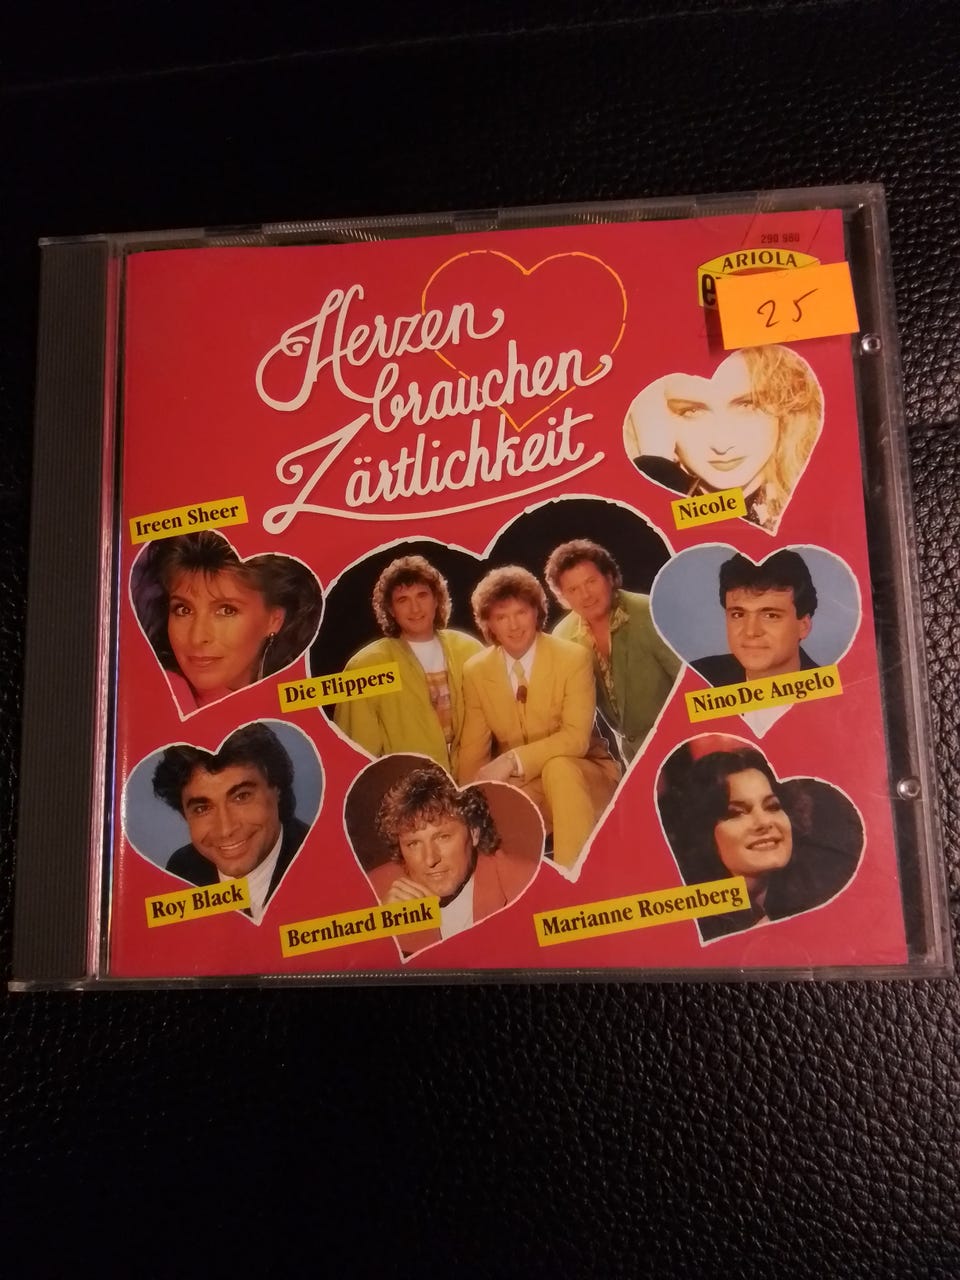 290 980
ARIOLA
25
Herzen
brauchen
Zärtlichkeit
Nicole
Ireen Sheer
Die Flippers
Nino De Angelo
Roy Black
Bernhard Brink
Marianne Rosenberg